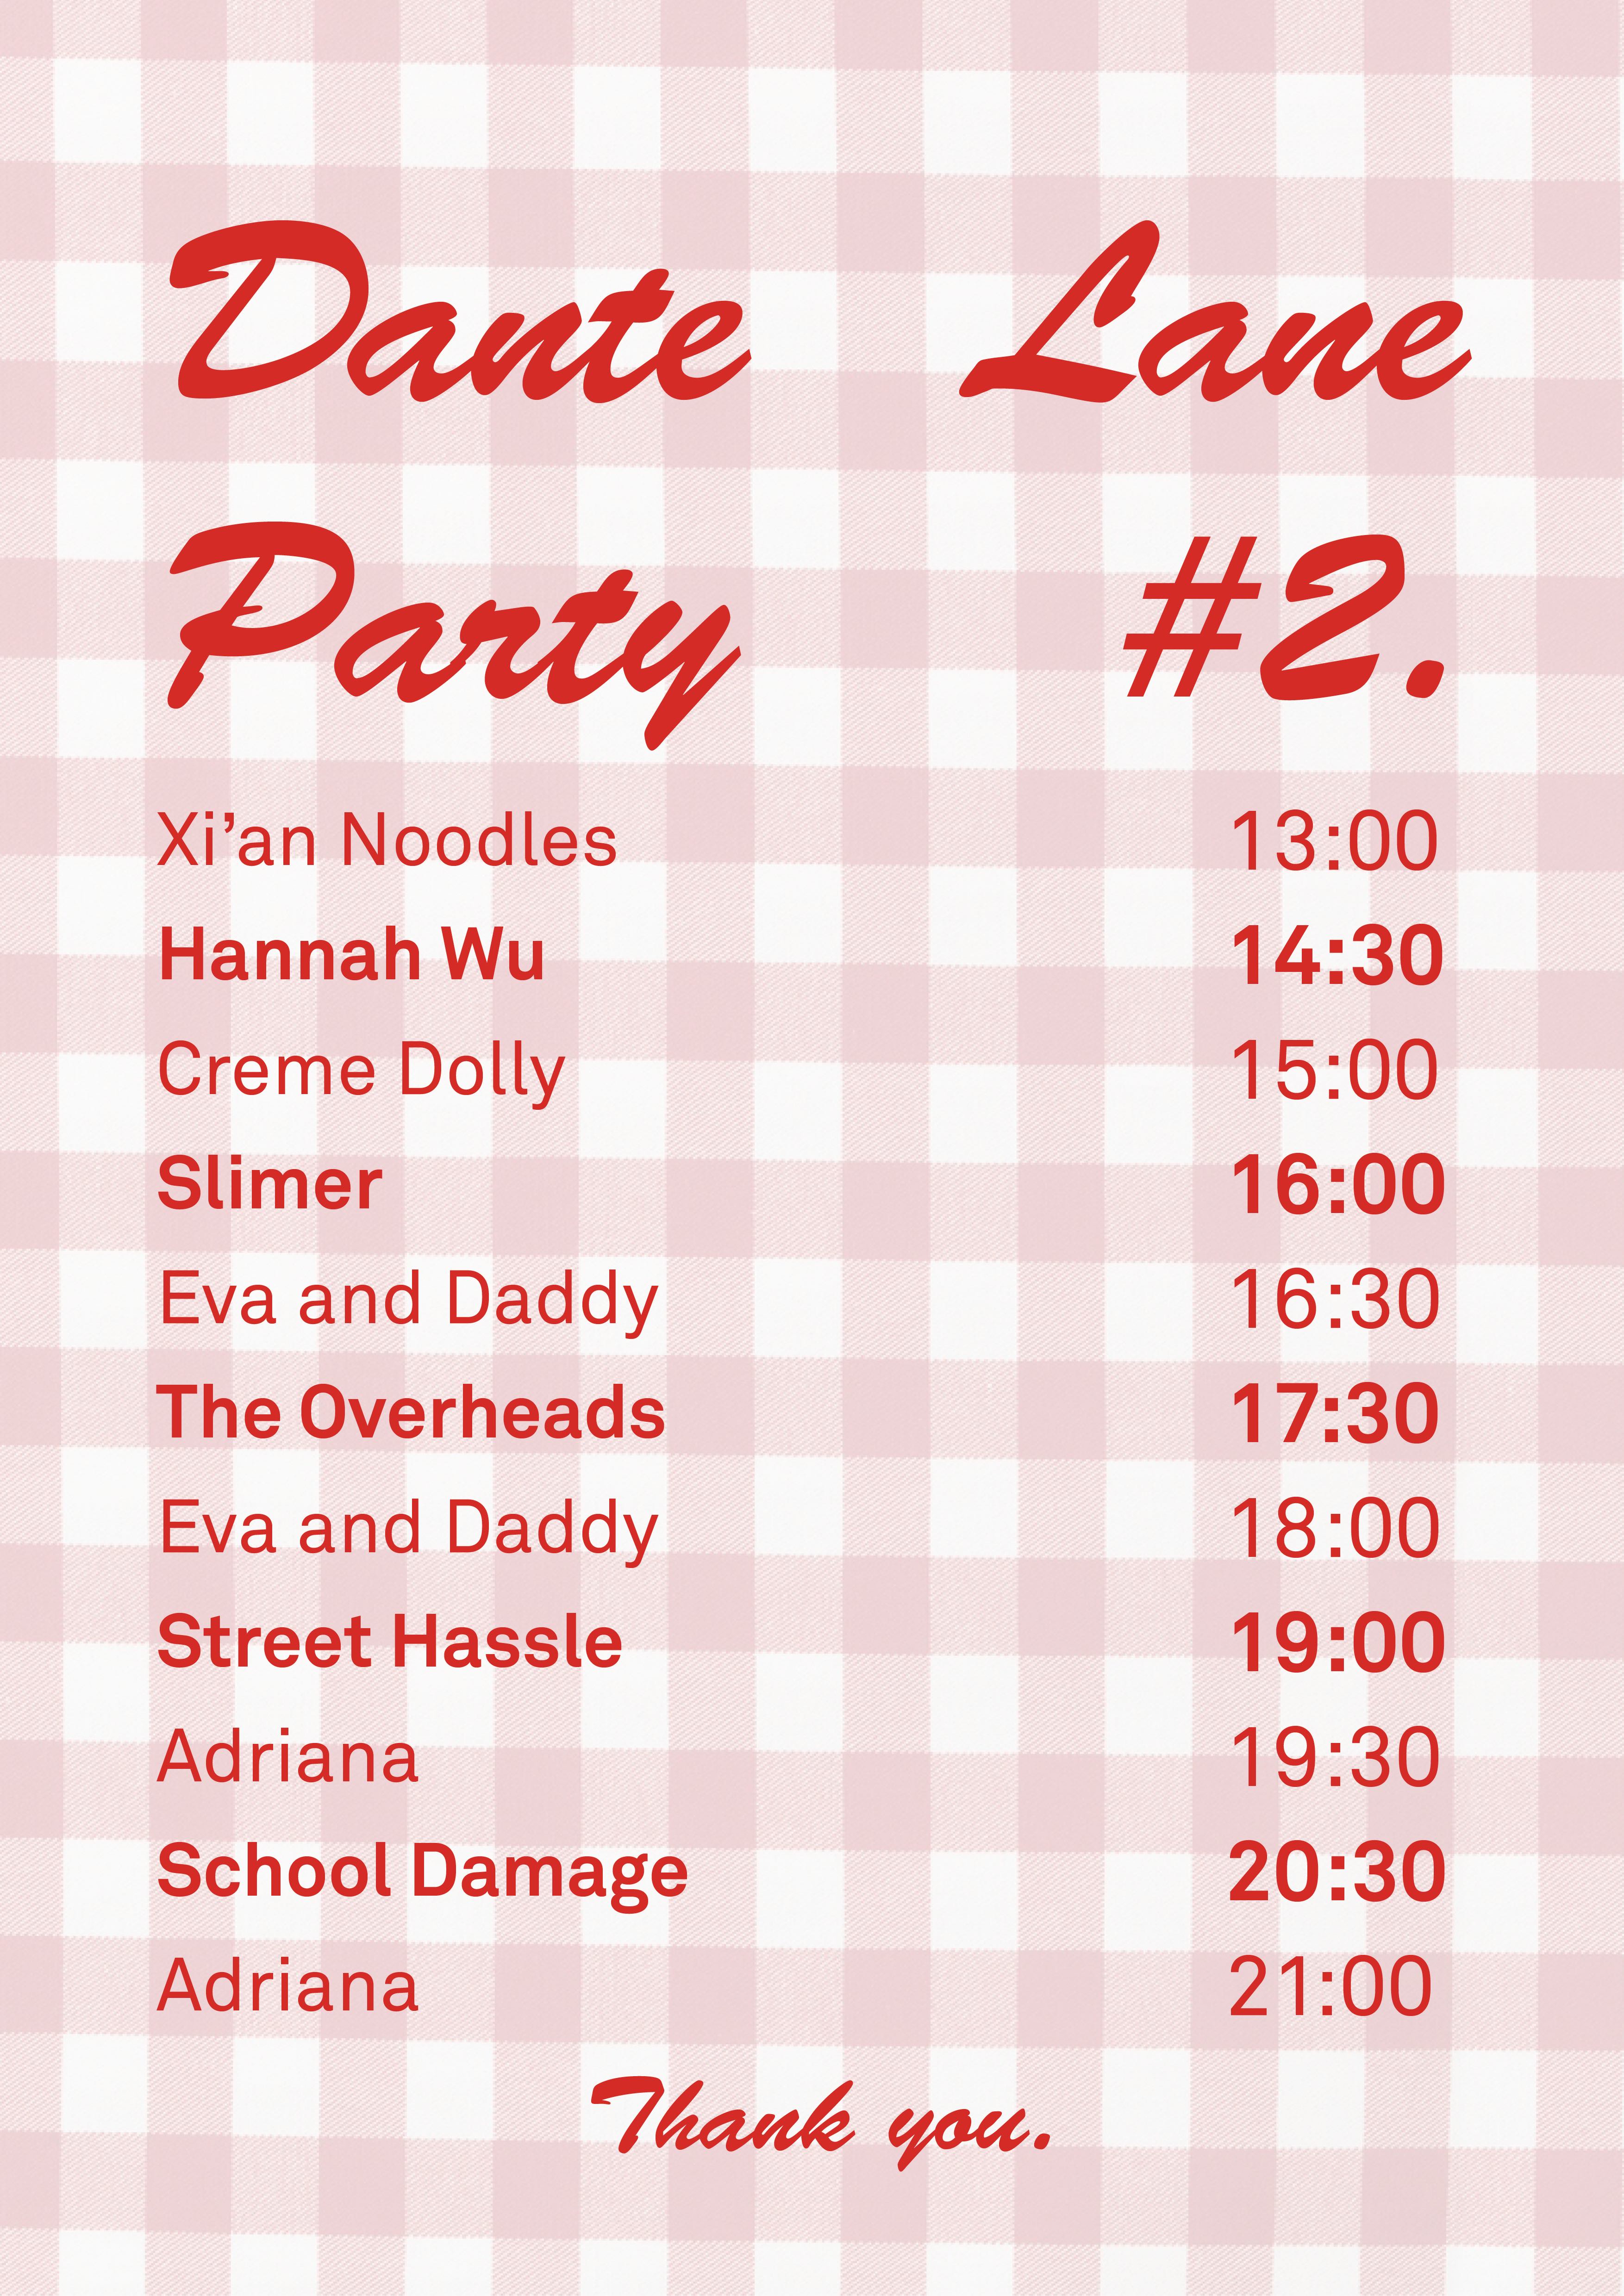 Dante Lane
Party #2.
Xi’an Noodles 13:00
Hannah Wu 14:30
Creme Dolly 15:00
Slimer 16:00
Eva and Daddy 16:30
The Overheads 17:30
Eva and Daddy 18:00
Street Hassle 19:00
Adriana 19:30
School Damage 20:30
Adriana 21:00
Thank you.